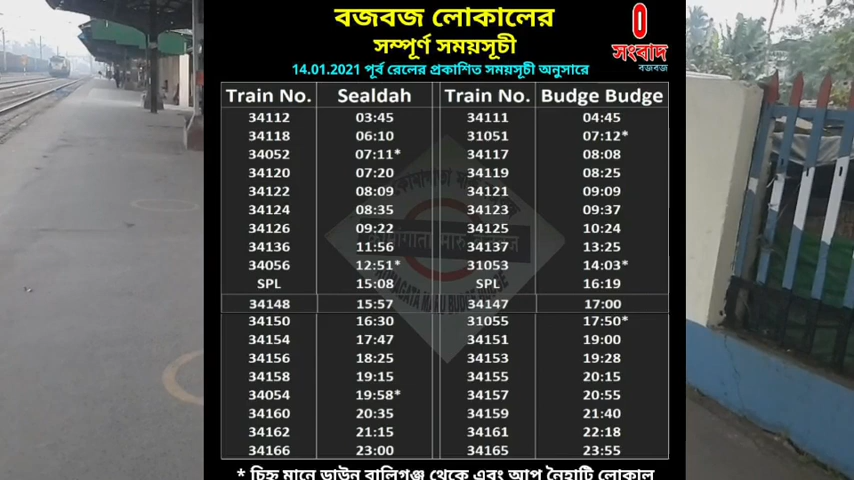 বজবজ লোকালের
সম্পূর্ণ সময়সূচী
সংবাদ
বজবজ
14.01.2021 পূর্ব রেলের প্রকাশিত সময়সূচী অনুসারে
Train No. Sealdah Train No. Budge Budge
34112 03:45 34111 04:45
34118 06:10 31051 07:12*
34052 07:11* 34117 08:08
34120 07:20 34119 08:25
34122 08:09 34121 09:09
34124 08:35 34123 09:37
34126 09:22 34125 10:24
34136 11:56 34137 13:25
34056 12:51* 31053 14:03*
SPL 15:08 SPL 16:19
34148 15:57 34147 17:00
34150 16:30 31055 17:50*
34154 17:47 34151 19:00
34156 18:25 34153 19:28
34158 19:15 34155 20:15
34054 19:58* 34157 20:55
34160 20:35 34159 21:40
34162 21:15 34161 22:18
34166 23:00 34165 23:55
* চিহ্ন মানে ডাউন বালিগঞ্জ থেকে এবং আপ নৈহাটি লোকাল